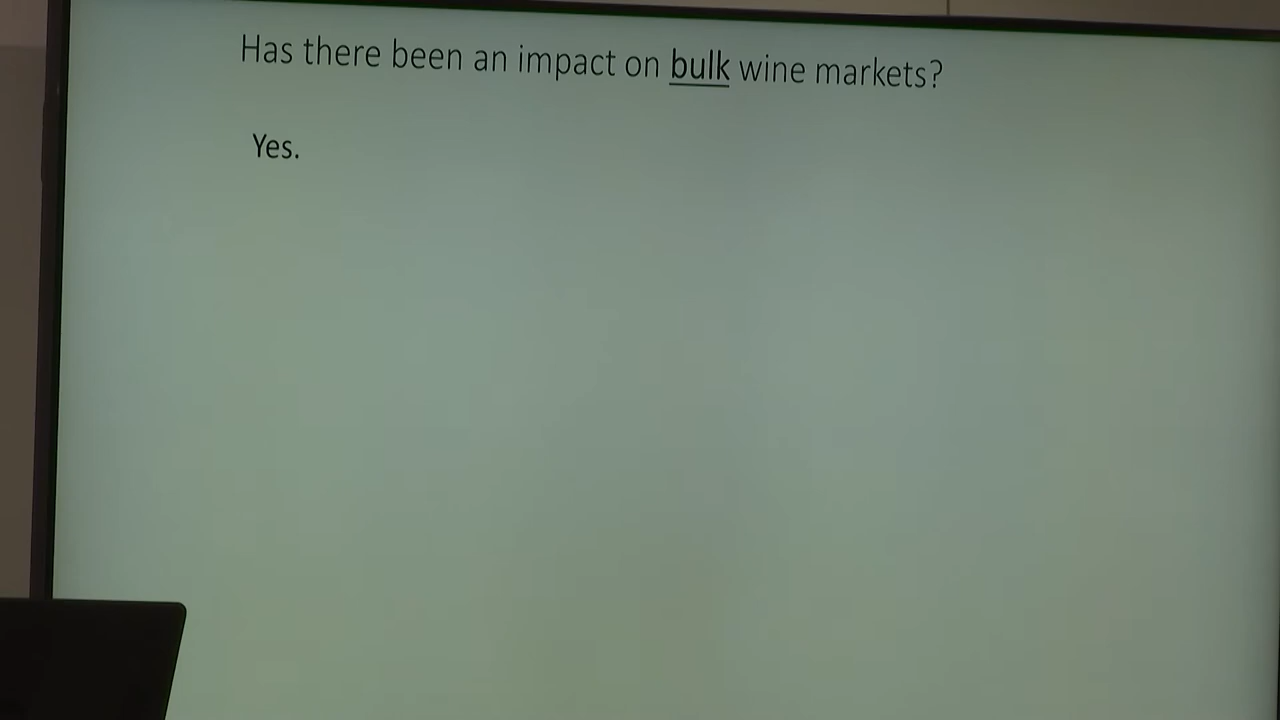 Has there been an impact on bulk wine markets?
Yes.